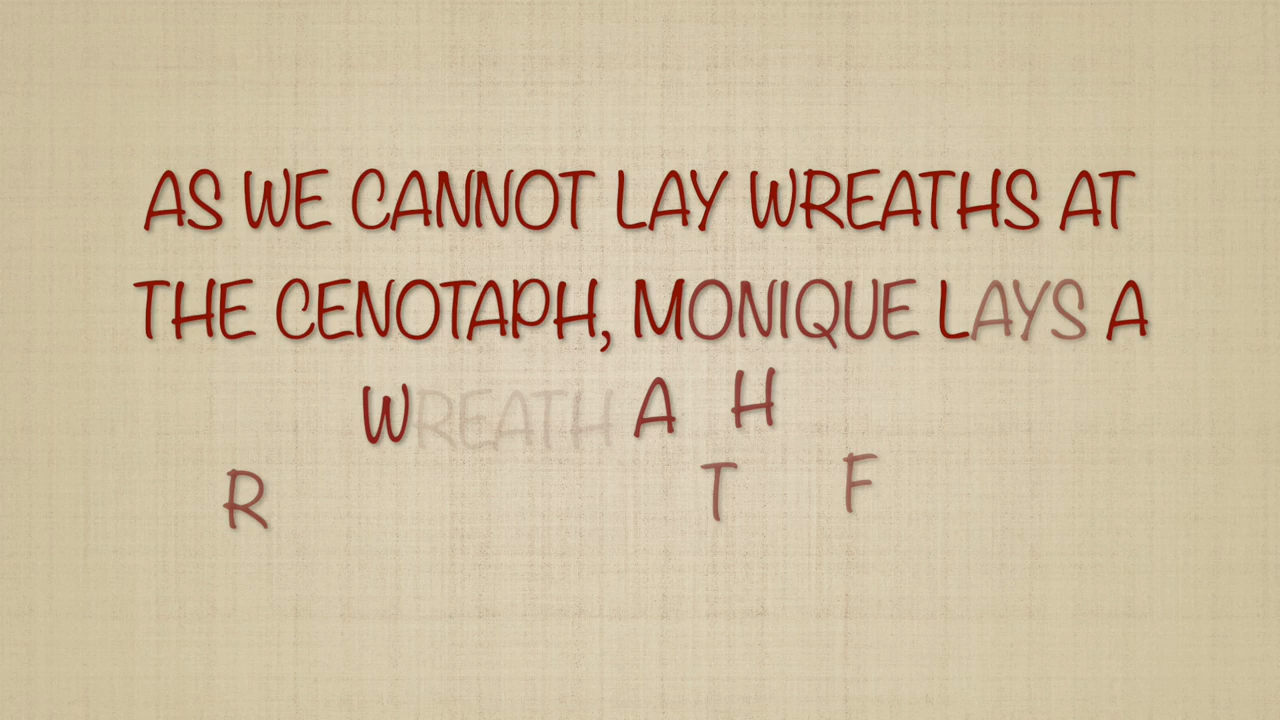 AS WE CANNOT LAY WREATHS AT
THE CENOTAPH, MONIQUE LAYS A
WREATH A H
R T F